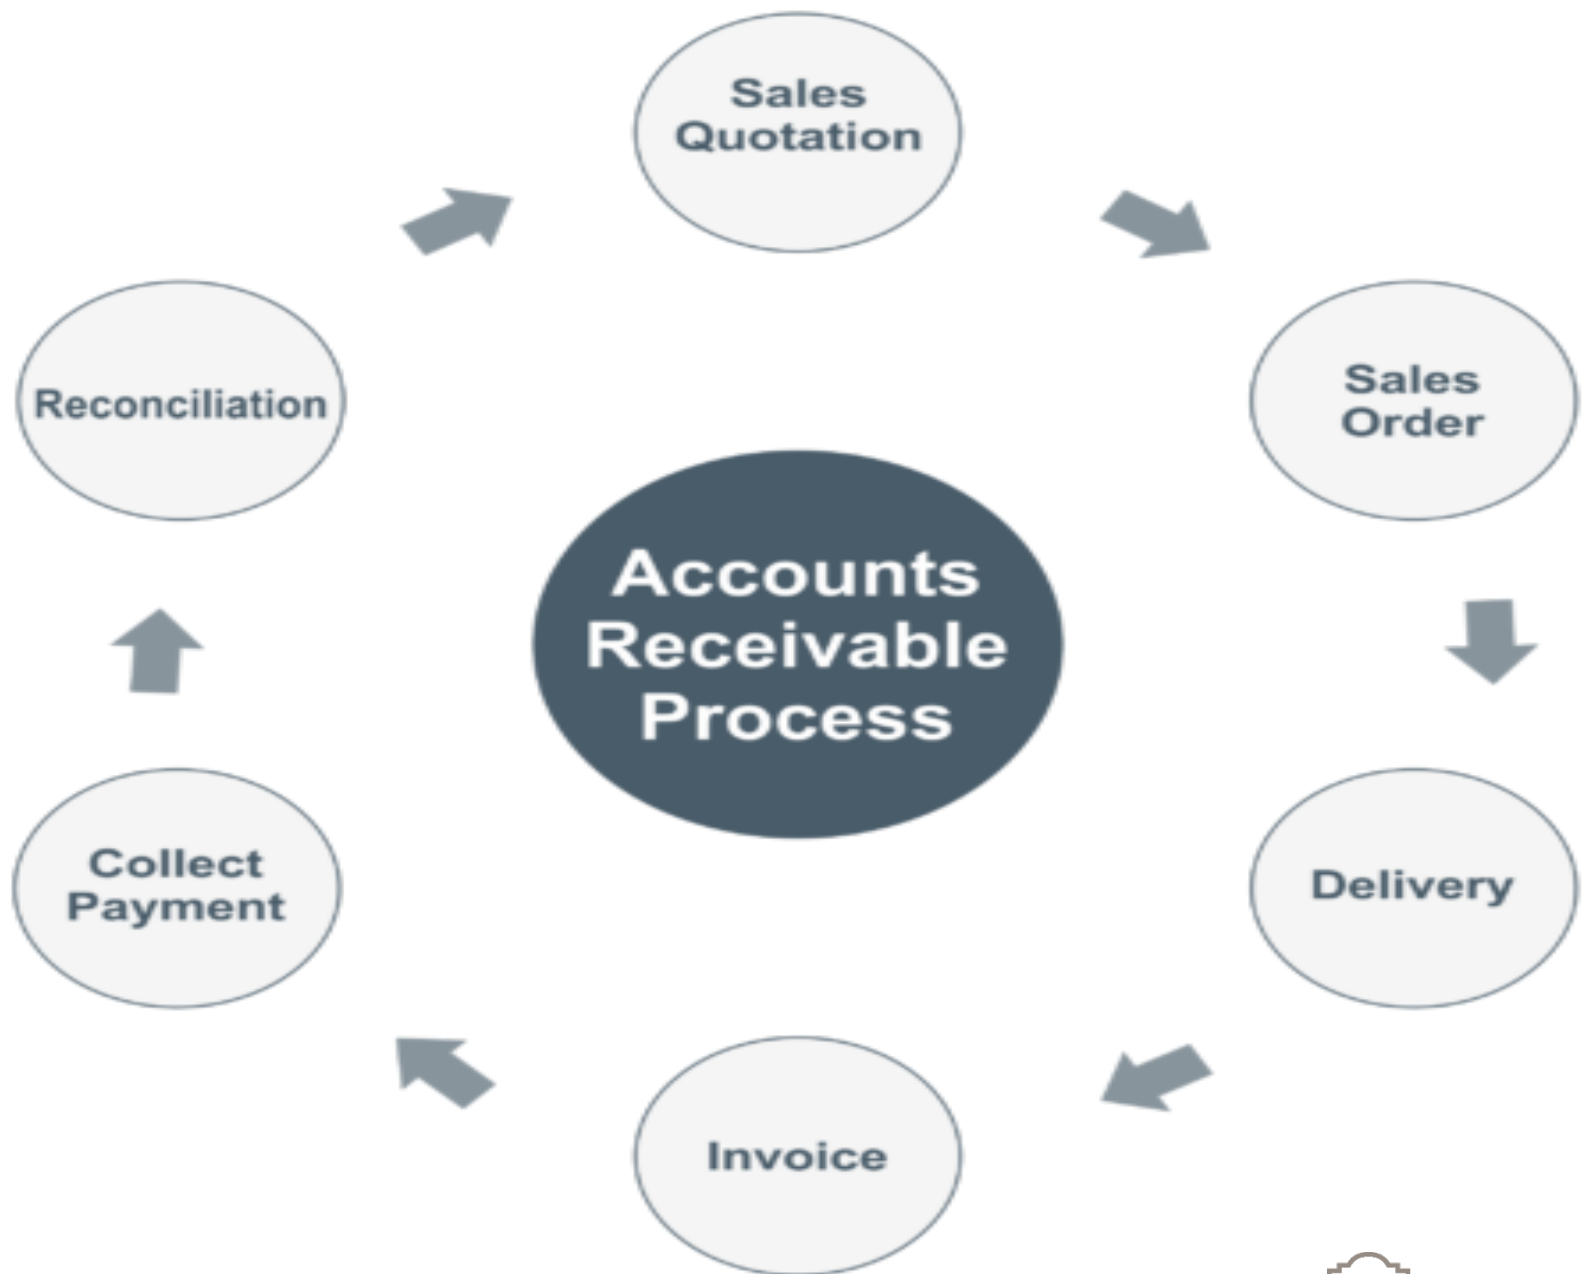 Sales
Quotation
Sales
Order
Delivery
Invoice
Collect
Payment
Reconciliation
Accounts
Receivable
Process